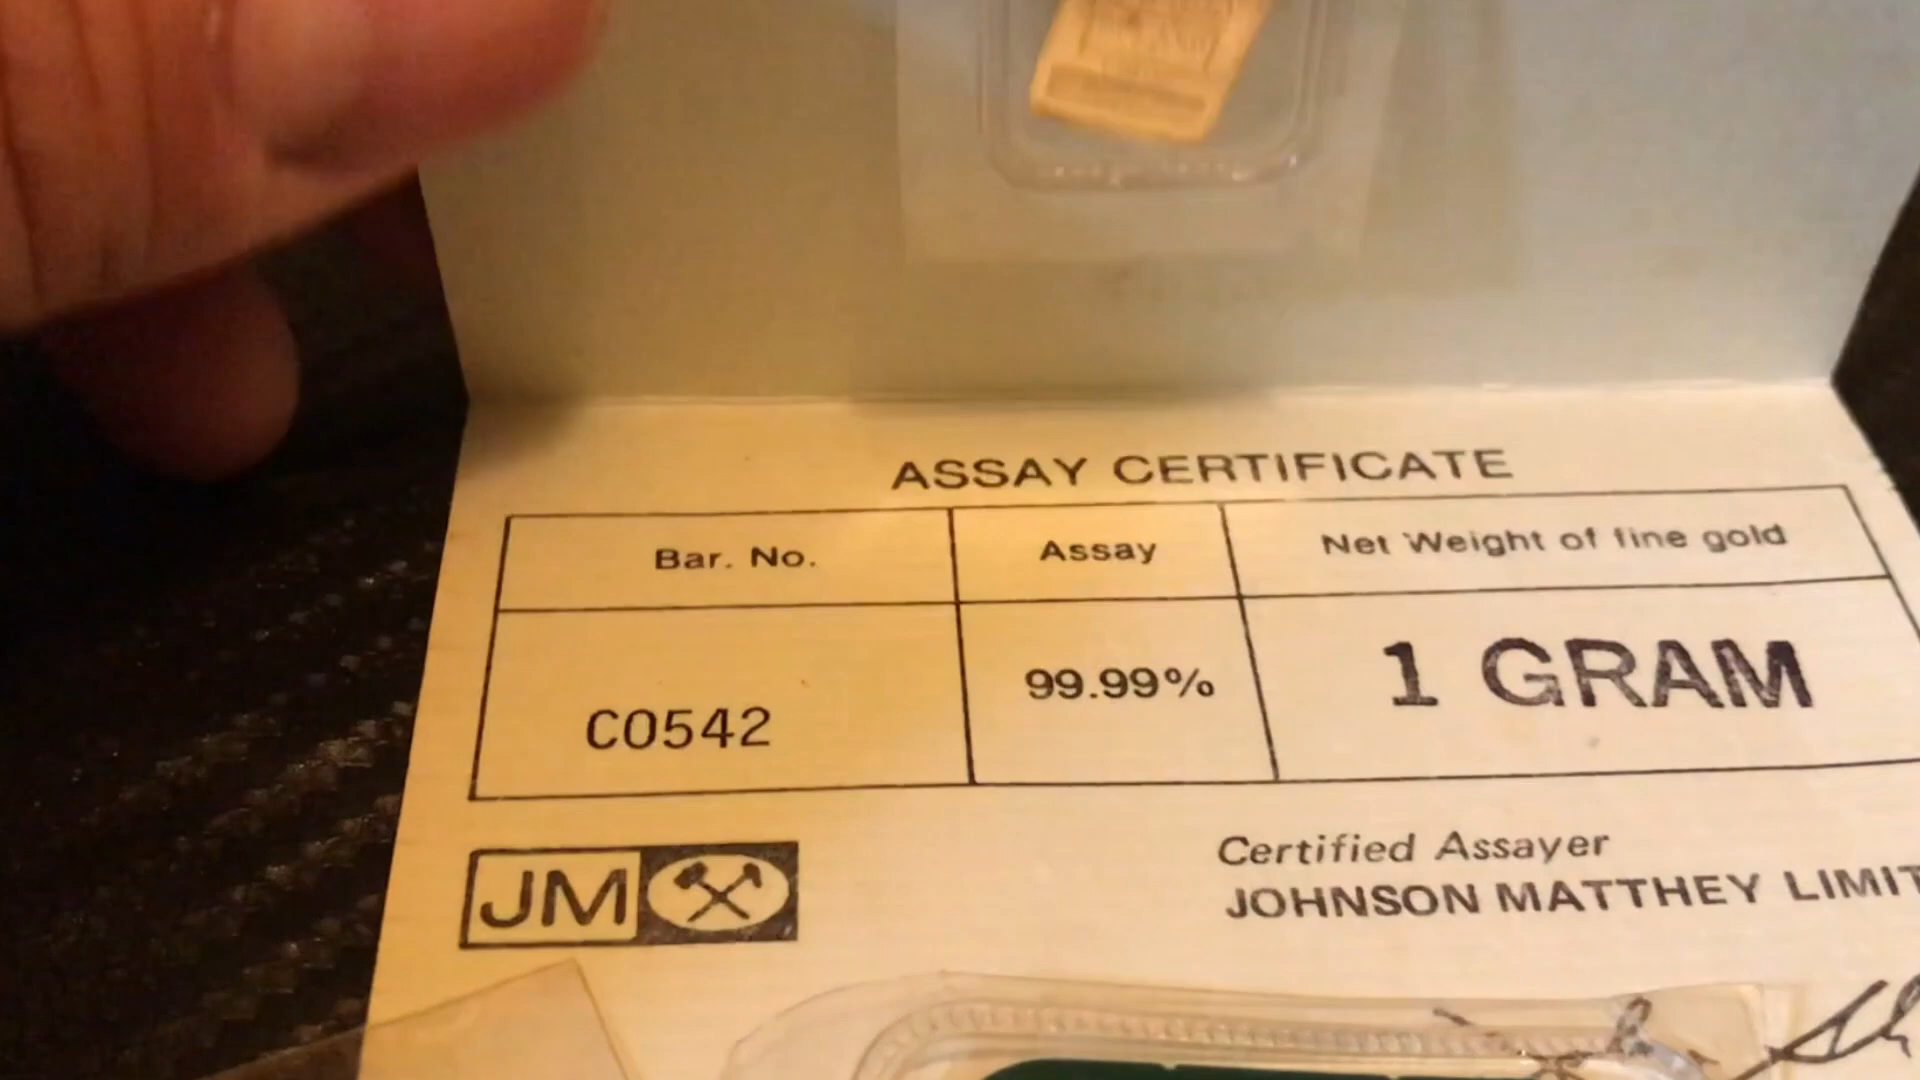 ASSAY CERTIFICATE
Bar. No. Assay Net Weight of fine gold
C0542 99.99% 1 GRAM
JM
Certified Assayer
JOHNSON MATTHEY LIMIT